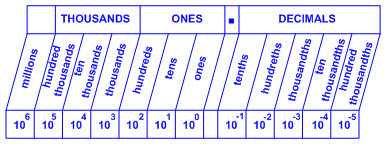 THOUSANDS ONES . DECIMALS
millions
hundred thousands
ten thousands
thousands
hundreds
tens
ones
tenths
hundreths
thousandths
ten thousandths
hundred thousandths
10^6 10^5 10^4 10^3 10^2 10^1 10^0 10^-1 10^-2 10^-3 10^-4 10^-5